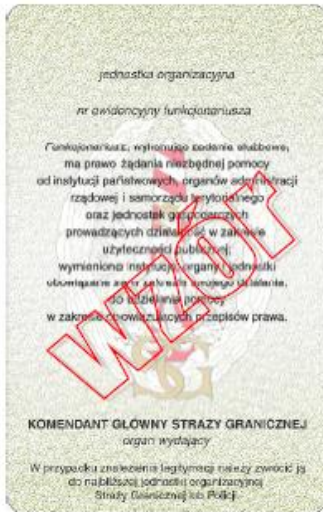 jednostka organizacyjna
nr ewidencyjny funkcjonariusza
Funkcjonariusz, wykonując zadania służbowe,
ma prawo żądania niezbędnej pomocy
od instytucji państwowych, organów administracji
rządowej i samorządu terytorialnego
oraz jednostek gospodarczych
prowadzących działalność w zakresie
użyteczności publicznej;
wymienione instytucje, organy i jednostki
obowiązane są w zakresie swojego działania,
do udzielania pomocy
w zakresie obowiązujących przepisów prawa.
wzór
SG
KOMENDANT GŁÓWNY STRAŻY GRANICZNEJ
organ wydający
W przypadku znalezienia legitymacji należy zwrócić ją
do najbliższej jednostki organizacyjnej
Straży Granicznej lub Policji